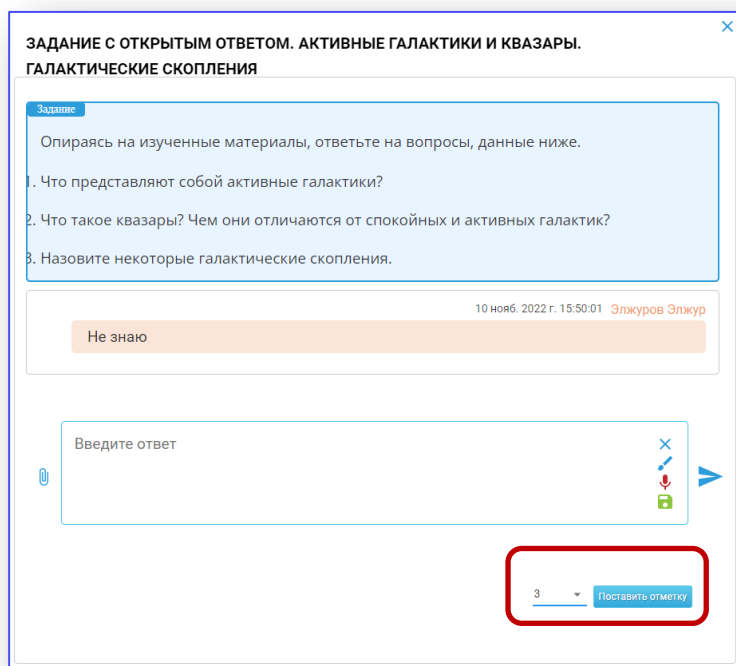 ЗАДАНИЕ С ОТКРЫТЫМ ОТВЕТОМ. АКТИВНЫЕ ГАЛАКТИКИ И КВАЗАРЫ.
ГАЛАКТИЧЕСКИЕ СКОПЛЕНИЯ
Задание
Опираясь на изученные материалы, ответьте на вопросы, данные ниже.
1. Что представляют собой активные галактики?
2. Что такое квазары? Чем они отличаются от спокойных и активных галактик?
3. Назовите некоторые галактические скопления.
10 нояб. 2022 г. 15:50:01 Элжуров Элжур
Не знаю
Введите ответ
3 Поставить отметку